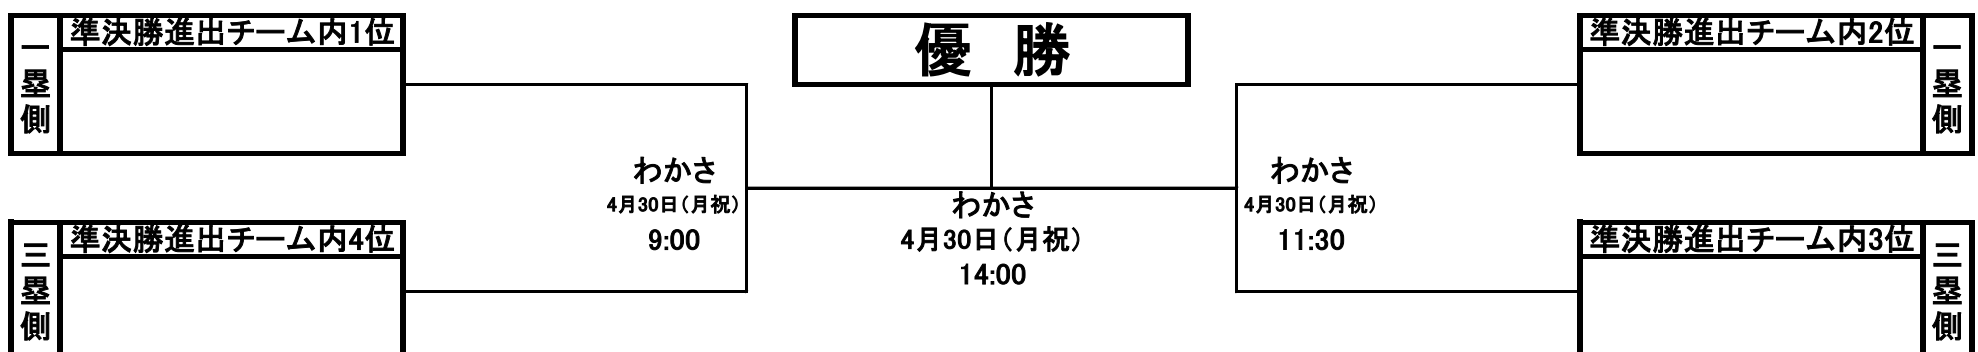 準決勝進出チーム内1位
一塁側
優 勝
準決勝進出チーム内2位
一塁側
わかさ
4月30日(月祝)
9:00
わかさ
4月30日(月祝)
14:00
わかさ
4月30日(月祝)
11:30
準決勝進出チーム内4位
三塁側
準決勝進出チーム内3位
三塁側